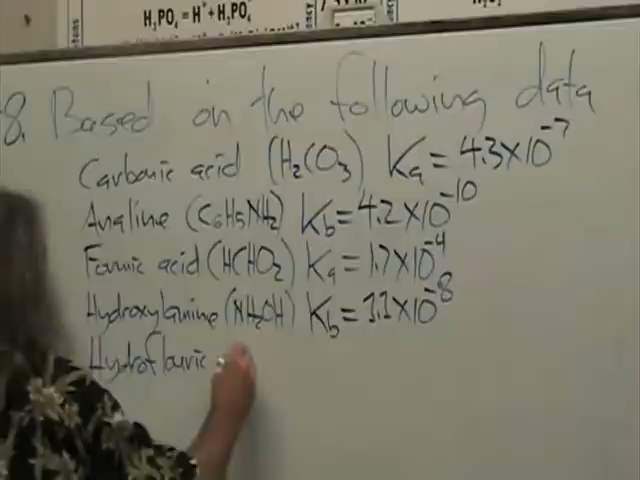 H₃PO₄ = H⁺ + H₂PO₄⁻
8. Based on the following data
Carbonic acid (H₂CO₃) Ka = 4.3×10⁻⁷
Analine (C₆H₅NH₂) Kb = 4.2×10⁻¹⁰
Formic acid (HCHO₂) Ka = 1.7×10⁻⁴
Hydroxylamine (NH₂OH) Kb = 1.1×10⁻⁸
Hydroflouric